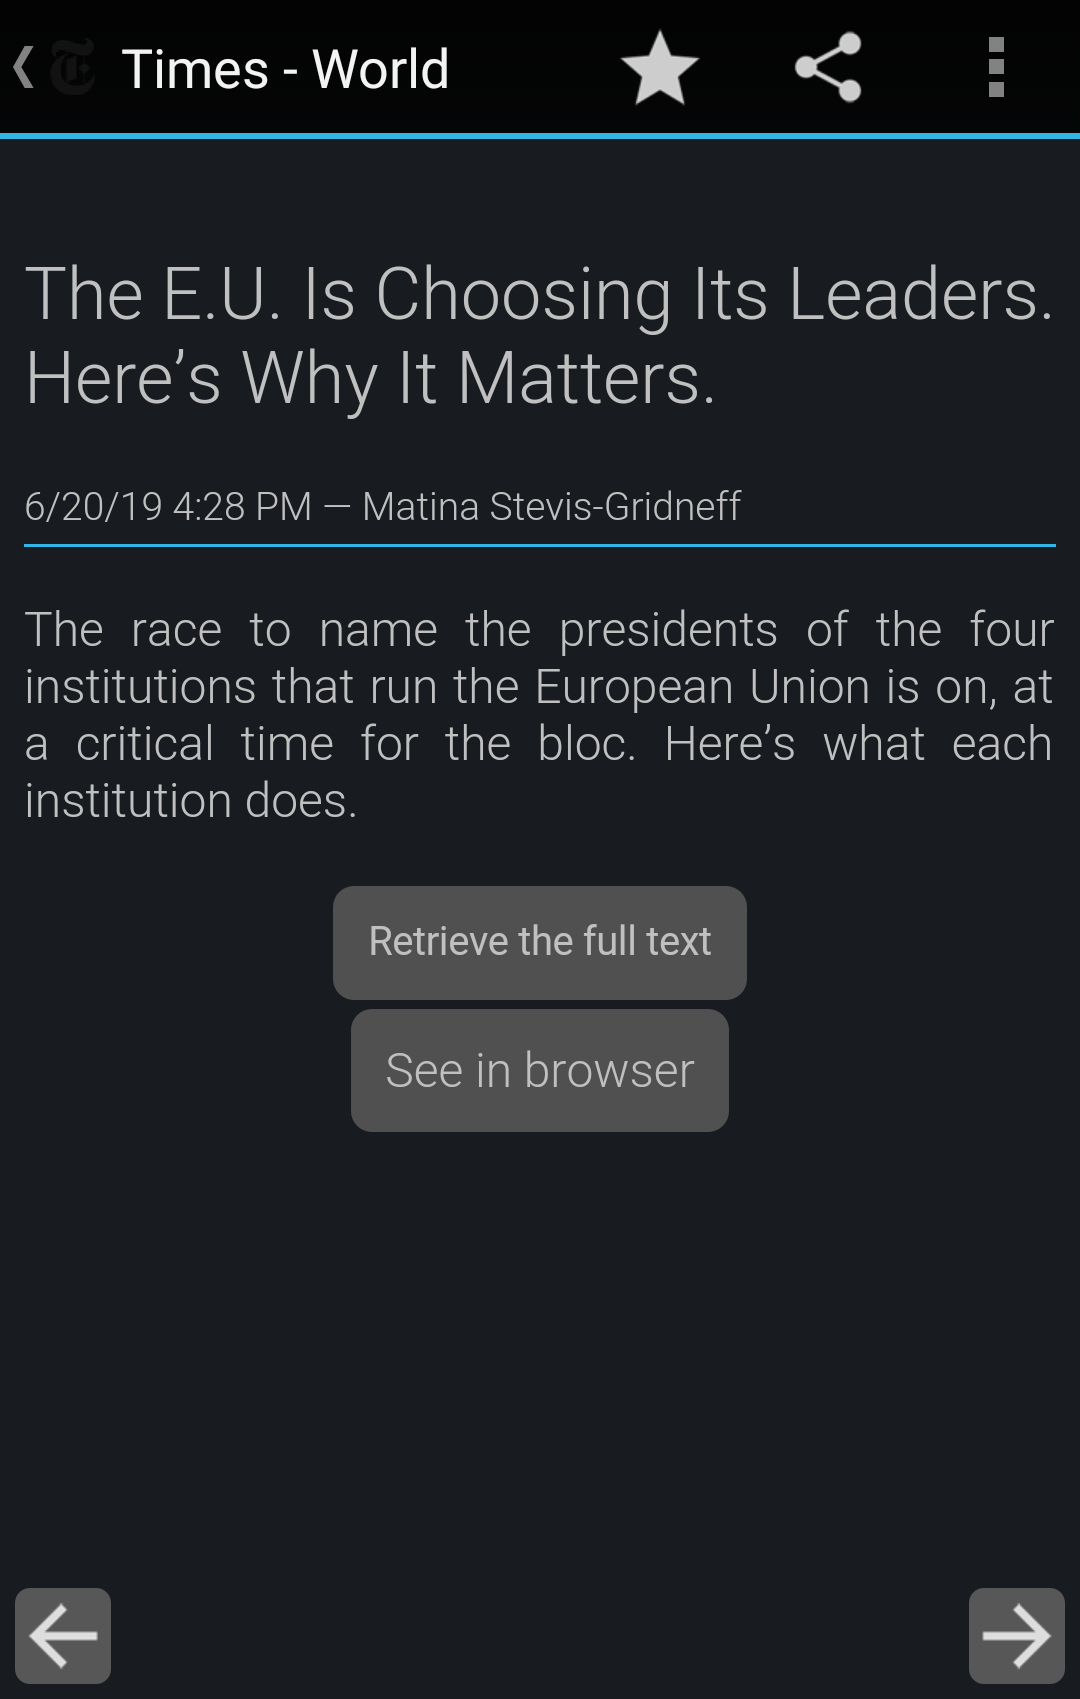 Times - World
The E.U. Is Choosing Its Leaders.
Here’s Why It Matters.
6/20/19 4:28 PM — Matina Stevis-Gridneff
The race to name the presidents of the four
institutions that run the European Union is on, at
a critical time for the bloc. Here’s what each
institution does.
Retrieve the full text
See in browser